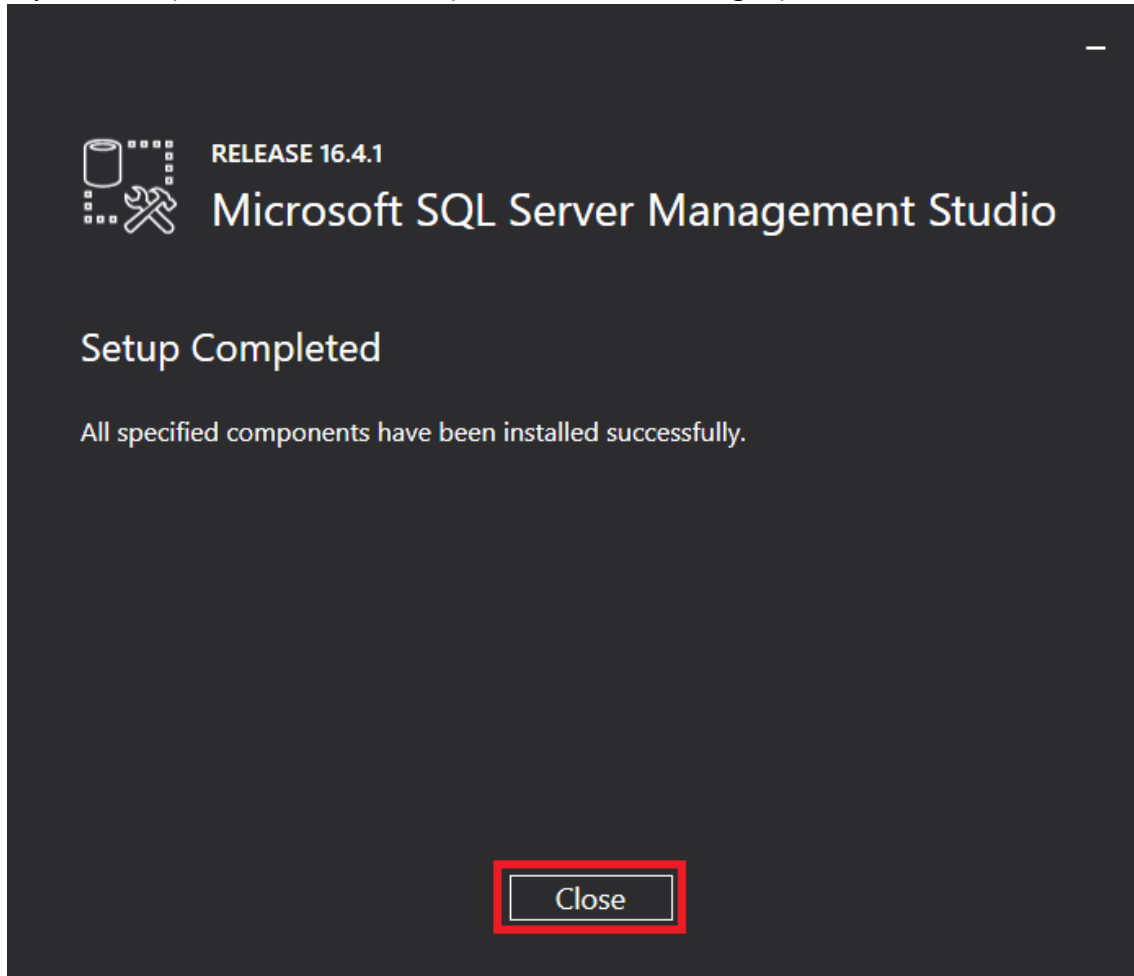 RELEASE 16.4.1
Microsoft SQL Server Management Studio
Setup Completed
All specified components have been installed successfully.
Close